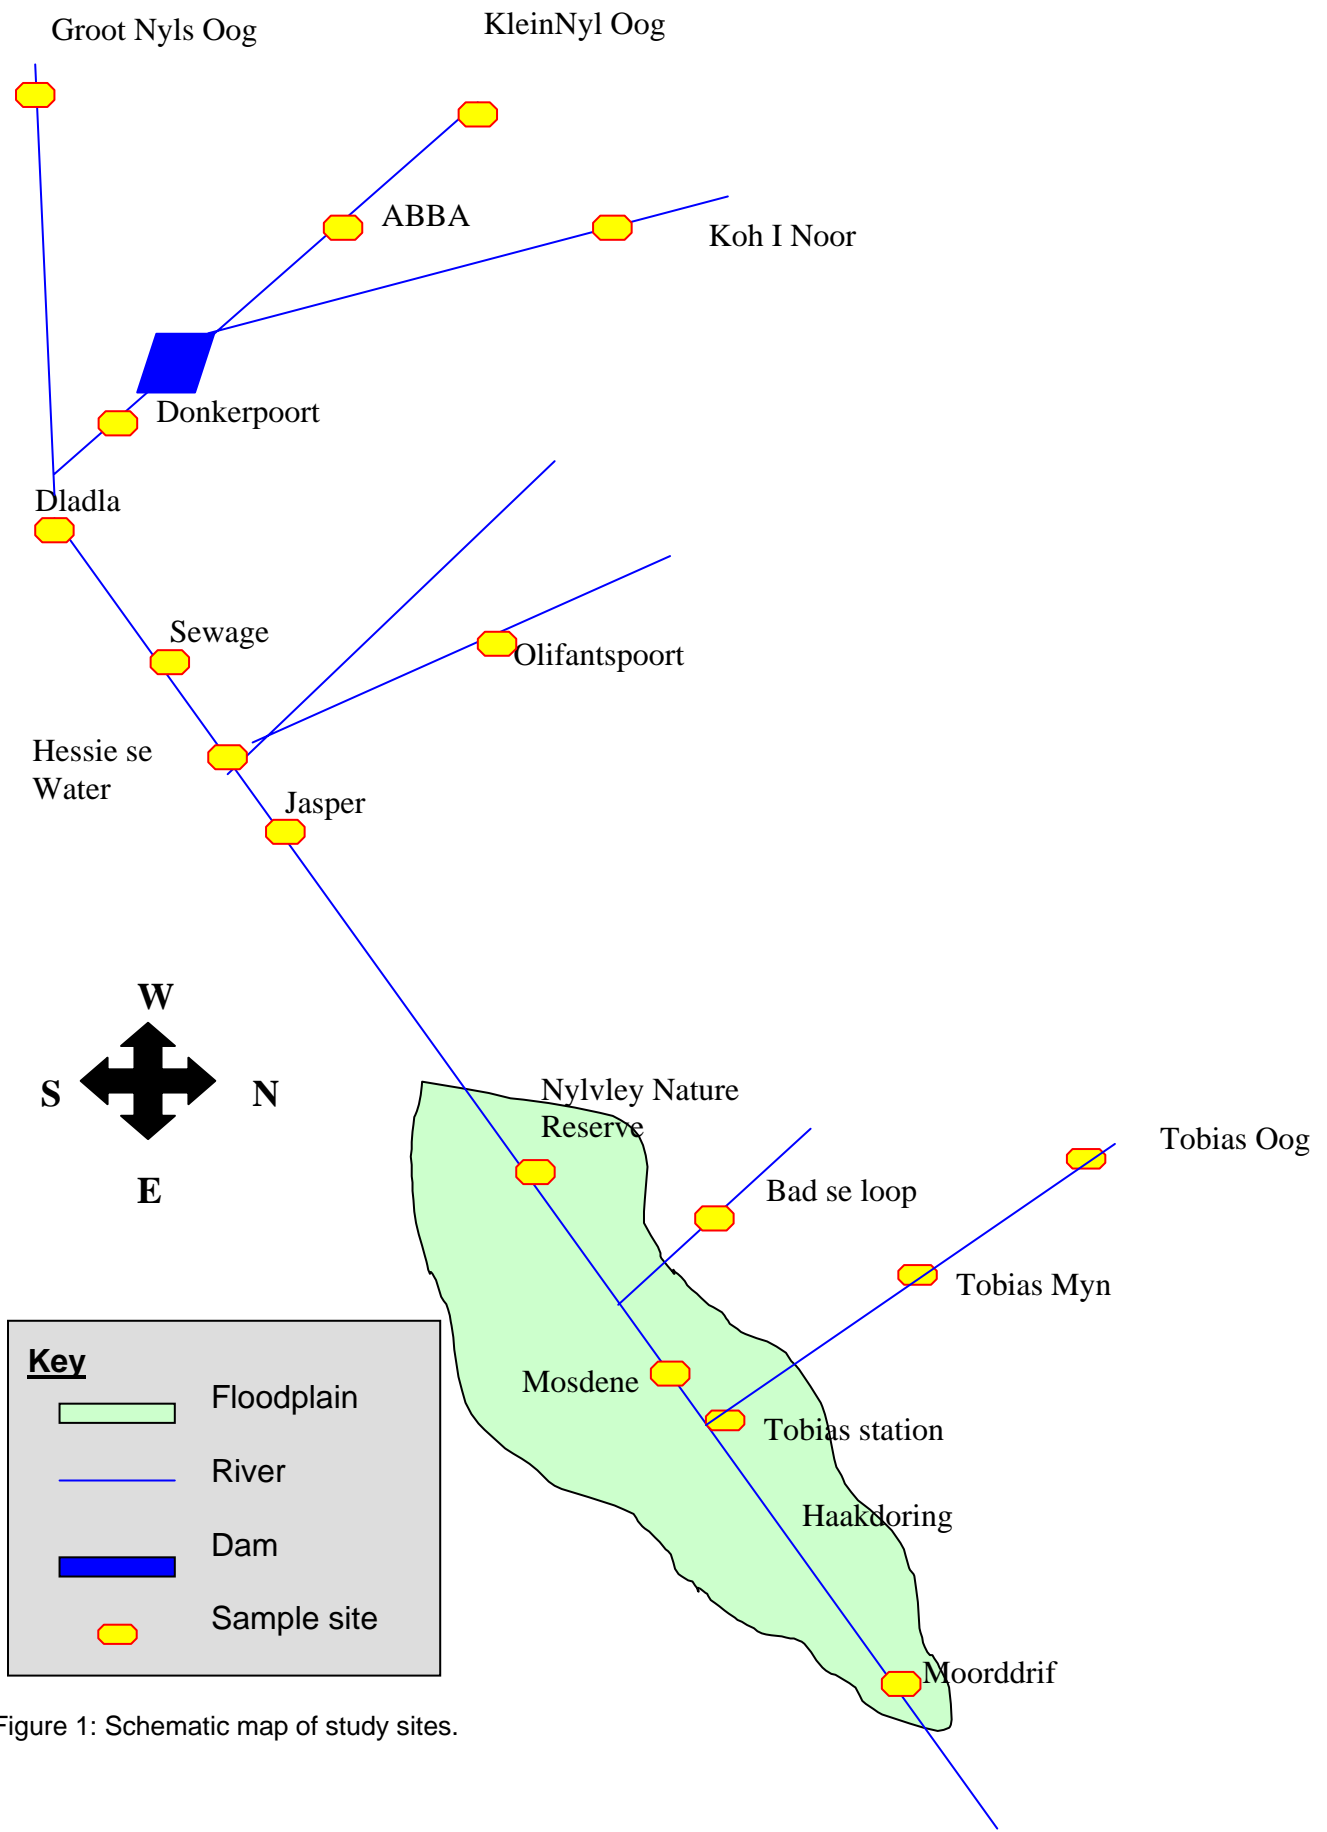 Groot Nyls Oog
KleinNyl Oog
ABBA
Koh I Noor
Donkerpoort
Dladla
Sewage
Olifantspoort
Hessie se
Water
Jasper
W
S
N
E
Nylvley Nature
Reserve
Tobias Oog
Bad se loop
Tobias Myn
Mosdene
Tobias station
Haakdoring
Moorddrif
Key
Floodplain
River
Dam
Sample site
Figure 1: Schematic map of study sites.